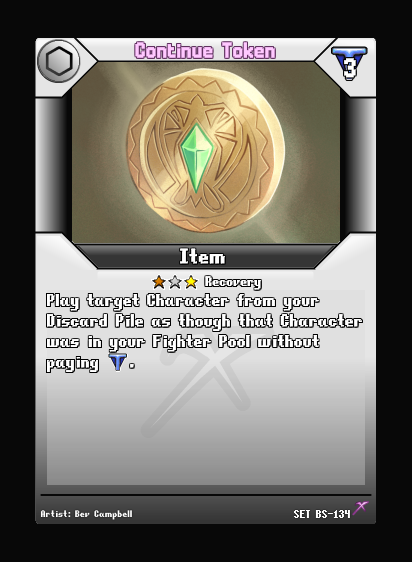 Continue Token
3
Item
Recovery
Play target Character from your
Discard Pile as though that Character
was in your Fighter Pool without
paying .
Artist: Bev Campbell
SET BS-134